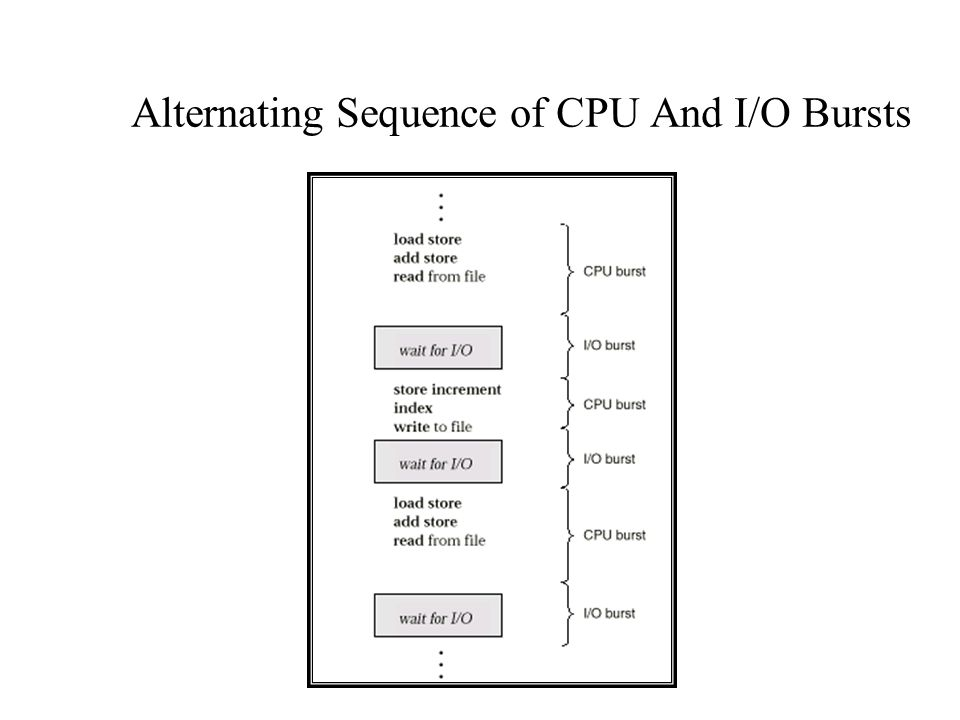 Alternating Sequence of CPU And I/O Bursts
load store
add store
read from file
CPU burst
wait for I/O
I/O burst
store increment
index
write to file
CPU burst
wait for I/O
I/O burst
load store
add store
read from file
CPU burst
wait for I/O
I/O burst